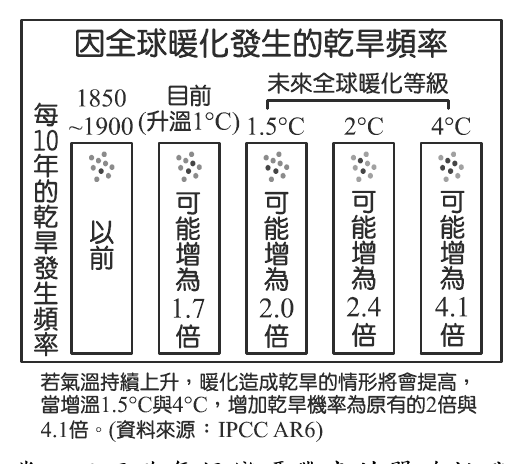 因全球暖化發生的乾旱頻率
未來全球暖化等級
每10年的乾旱發生頻率
1850
~1900
以前
目前
(升溫1°C)
可能增為1.7倍
1.5°C
可能增為2.0倍
2°C
可能增為2.4倍
4°C
可能增為4.1倍
若氣溫持續上升，暖化造成乾旱的情形將會提高，
當增溫1.5°C與4°C，增加乾旱機率為原有的2倍與
4.1倍。(資料來源：IPCC AR6)